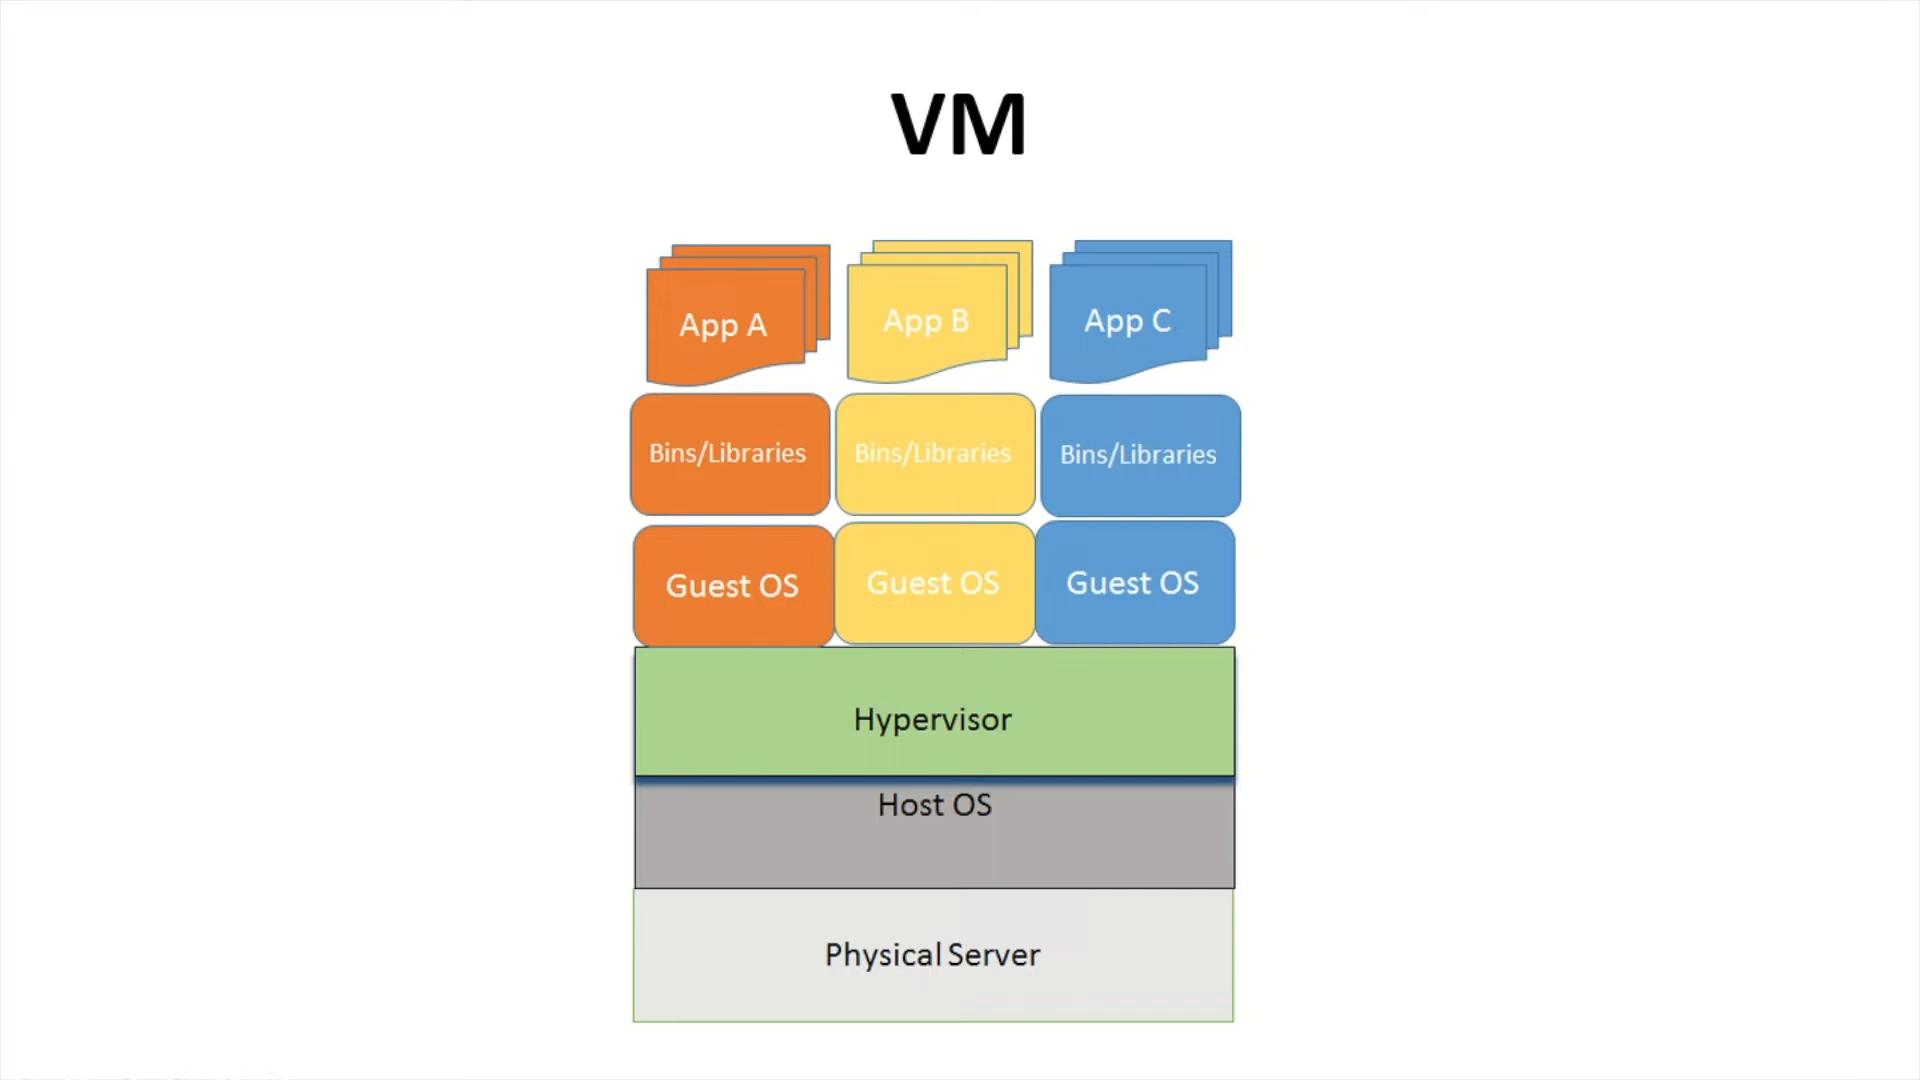 VM
App A
App B
App C
Bins/Libraries
Bins/Libraries
Bins/Libraries
Guest OS
Guest OS
Guest OS
Hypervisor
Host OS
Physical Server